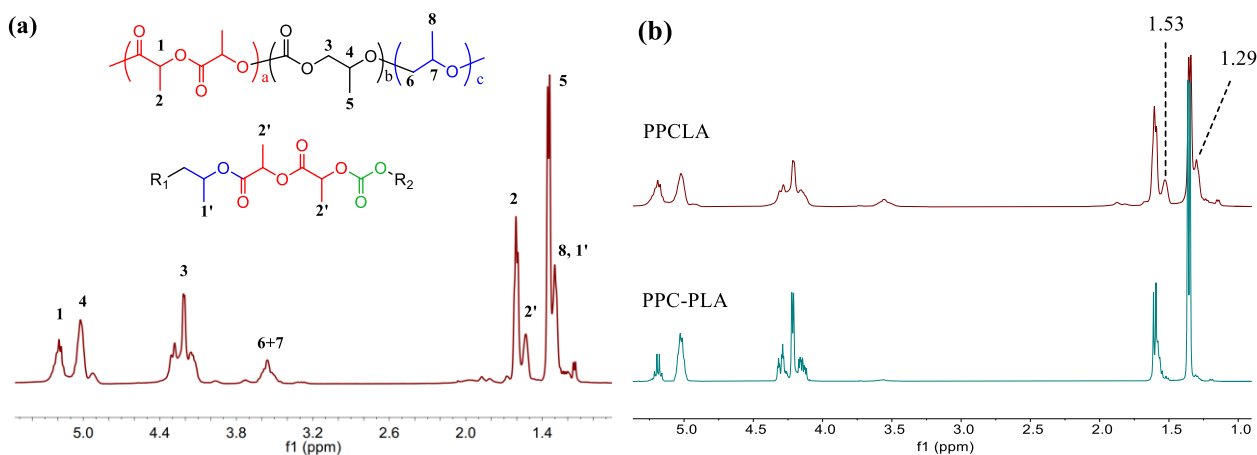 (a)
8
1
3
4
O
O
O
O
O
O
O
O
a
b
c
2
5
6
7
2'
O
O
O
O
O
O
O
R1
R2
1'
2'
5
2
8, 1'
3
2'
4
1
6+7
5.0 4.4 3.8 3.2 2.6 2.0 1.4
f1 (ppm)
(b)
1.53
1.29
PPCLA
PPC-PLA
5.0 4.5 4.0 3.5 3.0 2.5 2.0 1.5 1.0
f1 (ppm)